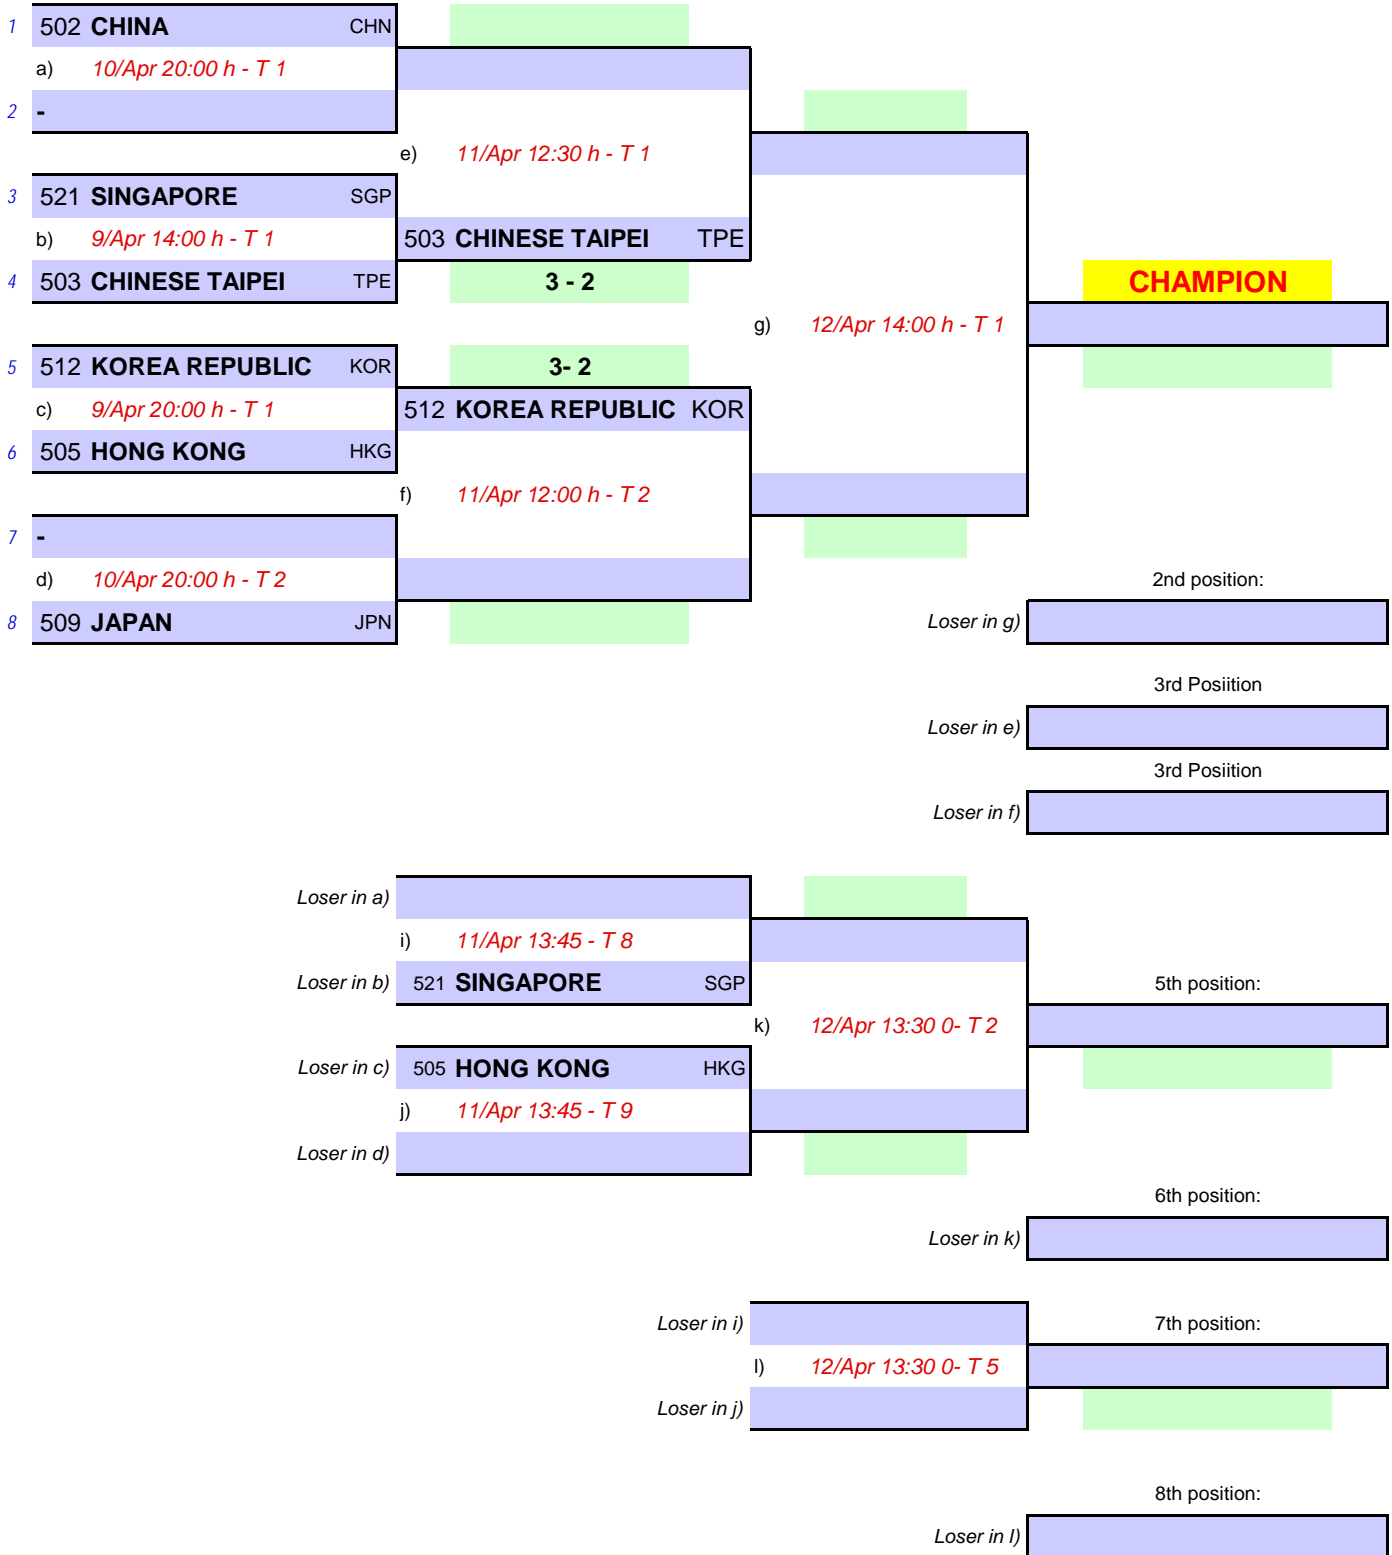 1 502 CHINA CHN
a) 10/Apr 20:00 h - T 1
2 -
e) 11/Apr 12:30 h - T 1
3 521 SINGAPORE SGP
b) 9/Apr 14:00 h - T 1 503 CHINESE TAIPEI TPE
4 503 CHINESE TAIPEI TPE 3 - 2 CHAMPION
g) 12/Apr 14:00 h - T 1
5 512 KOREA REPUBLIC KOR 3- 2
c) 9/Apr 20:00 h - T 1 512 KOREA REPUBLIC KOR
6 505 HONG KONG HKG
f) 11/Apr 12:00 h - T 2
7 -
d) 10/Apr 20:00 h - T 2 2nd position:
8 509 JAPAN JPN Loser in g)
3rd Posiition
Loser in e)
3rd Posiition
Loser in f)
Loser in a)
i) 11/Apr 13:45 - T 8
Loser in b) 521 SINGAPORE SGP 5th position:
k) 12/Apr 13:30 0- T 2
Loser in c) 505 HONG KONG HKG
j) 11/Apr 13:45 - T 9
Loser in d)
6th position:
Loser in k)
Loser in i) 7th position:
l) 12/Apr 13:30 0- T 5
Loser in j)
8th position:
Loser in l)